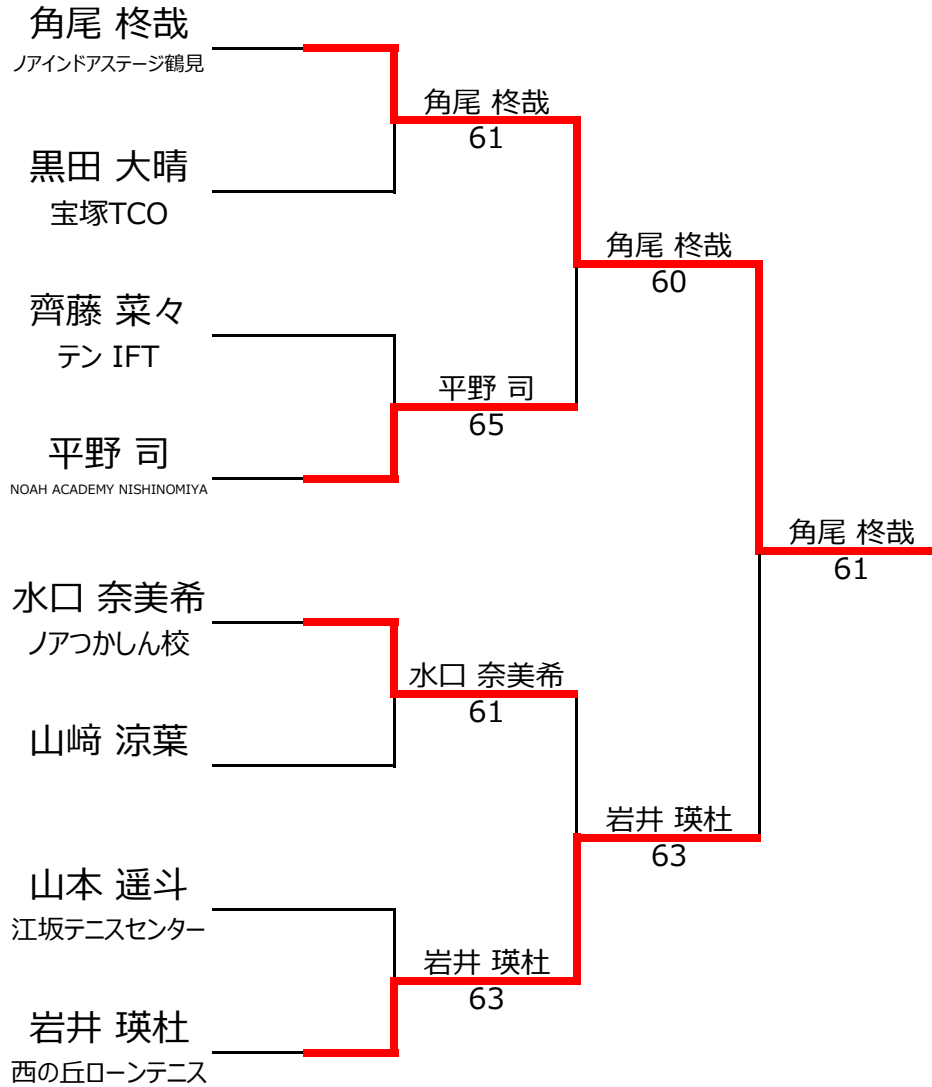 角尾 柊哉
ノアインドアステージ鶴見
角尾 柊哉
61
黒田 大晴
宝塚TCO
角尾 柊哉
60
齊藤 菜々
テン IFT
平野 司
65
平野 司
NOAH ACADEMY NISHINOMIYA
角尾 柊哉
61
水口 奈美希
ノアつかしん校
水口 奈美希
61
山﨑 涼葉
岩井 瑛杜
63
山本 遥斗
江坂テニスセンター
岩井 瑛杜
63
岩井 瑛杜
西の丘ローンテニス